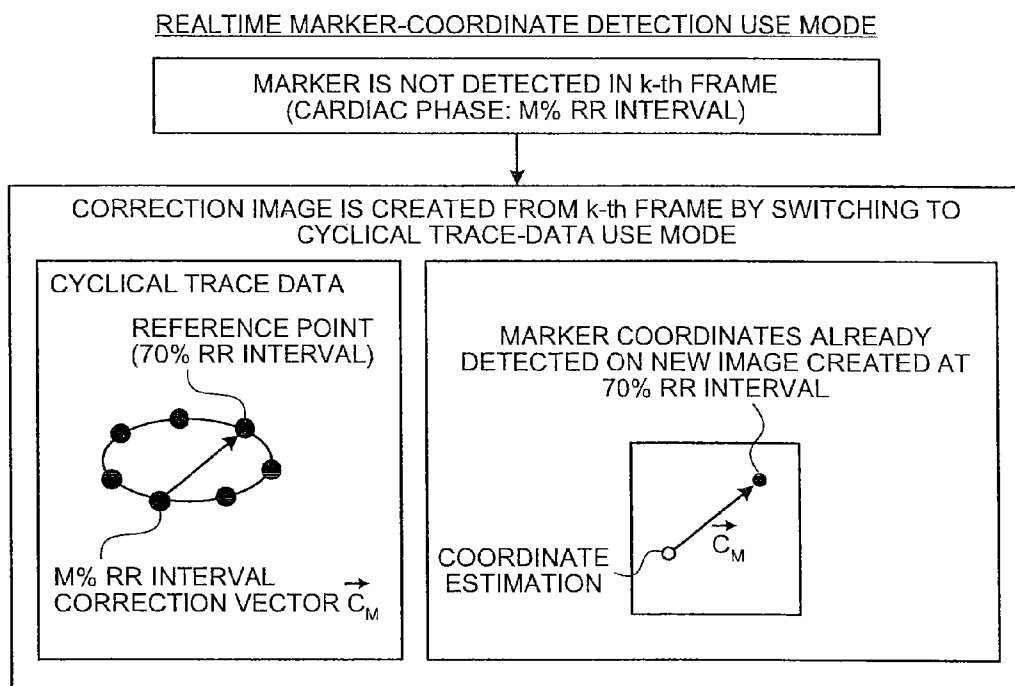 REALTIME MARKER-COORDINATE DETECTION USE MODE
MARKER IS NOT DETECTED IN k-th FRAME
(CARDIAC PHASE: M% RR INTERVAL)
CORRECTION IMAGE IS CREATED FROM k-th FRAME BY SWITCHING TO
CYCLICAL TRACE-DATA USE MODE
CYCLICAL TRACE DATA
REFERENCE POINT
(70% RR INTERVAL)
M% RR INTERVAL
CORRECTION VECTOR C⃗_M
MARKER COORDINATES ALREADY
DETECTED ON NEW IMAGE CREATED AT
70% RR INTERVAL
C⃗_M
COORDINATE
ESTIMATION